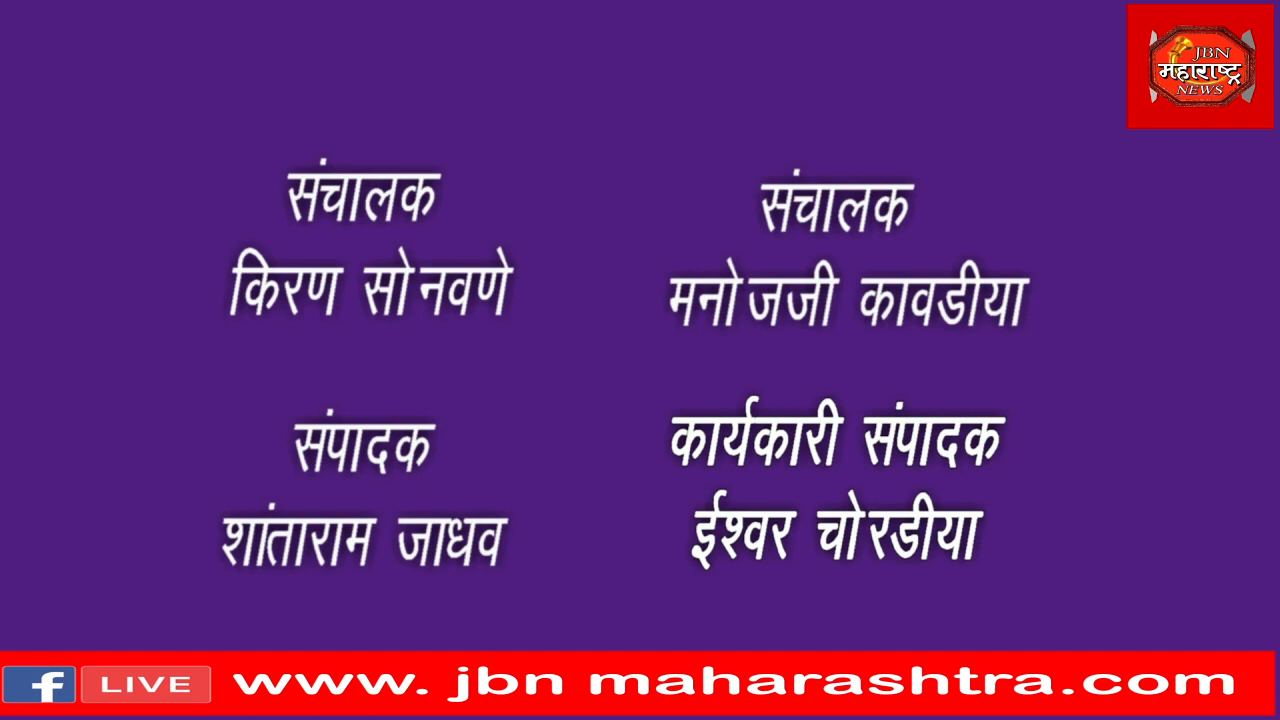 JBN
महाराष्ट्र
NEWS
संचालक
किरण सोनवणे
संचालक
मनोजजी कावडीया
संपादक
शांताराम जाधव
कार्यकारी संपादक
ईश्वर चोरडीया
f LIVE www. jbn maharashtra.com